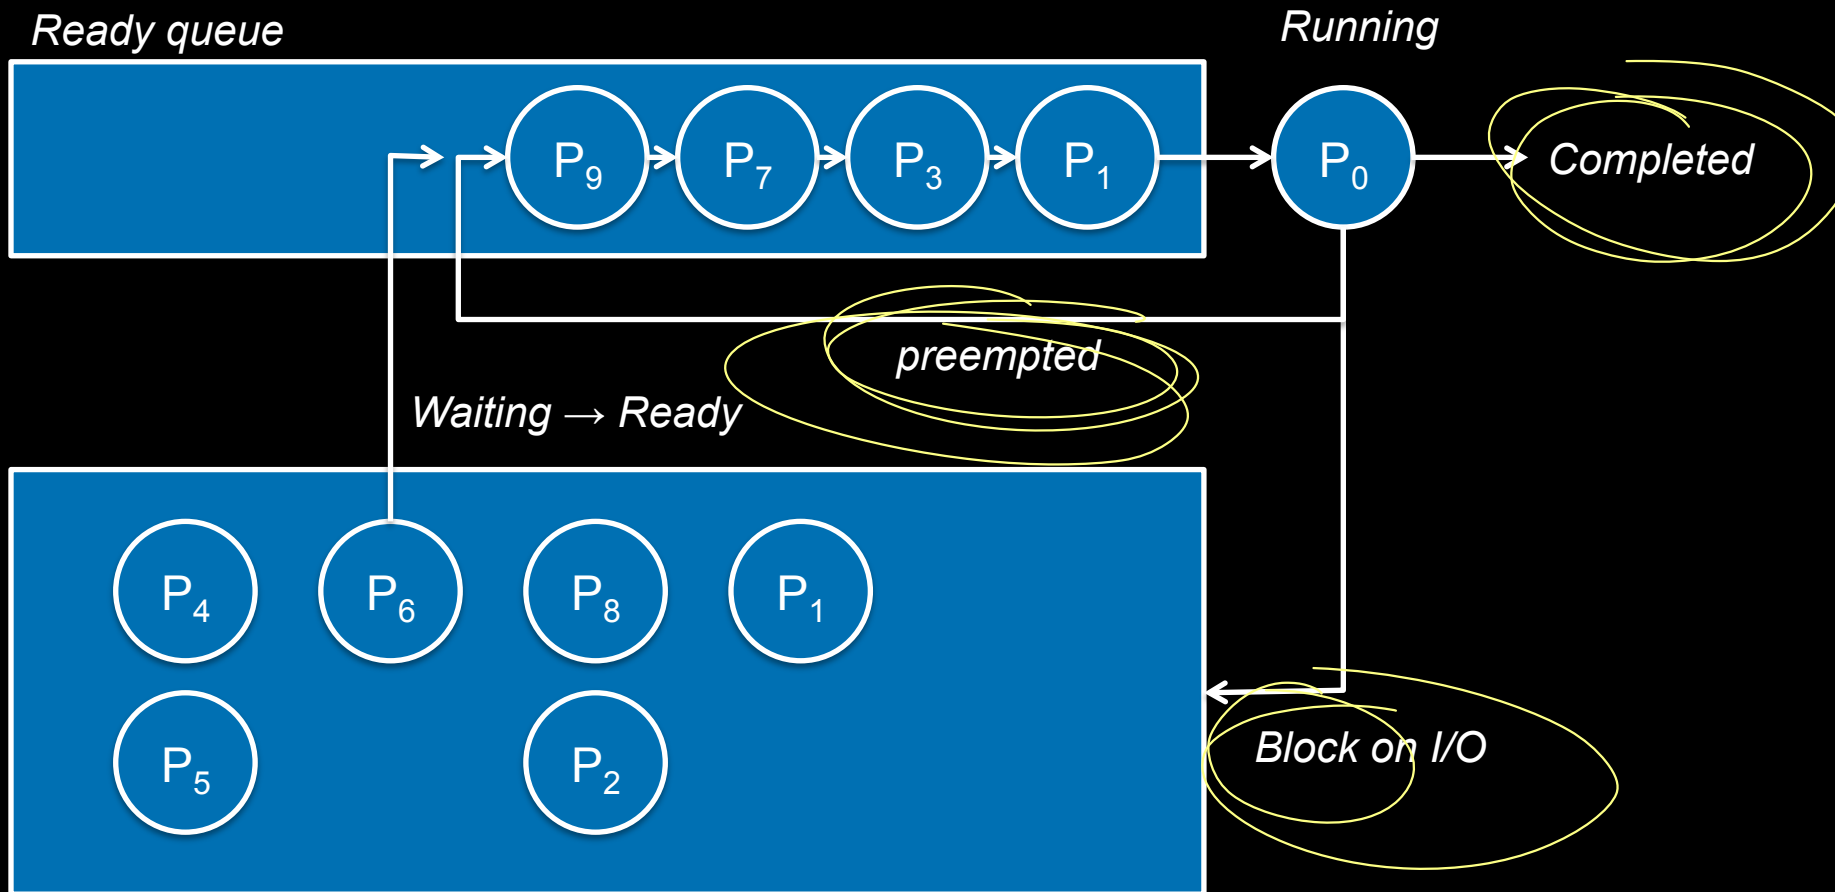 Ready queue
Running
P₉
P₇
P₃
P₁
P₀
Completed
preempted
Waiting → Ready
P₄
P₆
P₈
P₁
Block on I/O
P₅
P₂